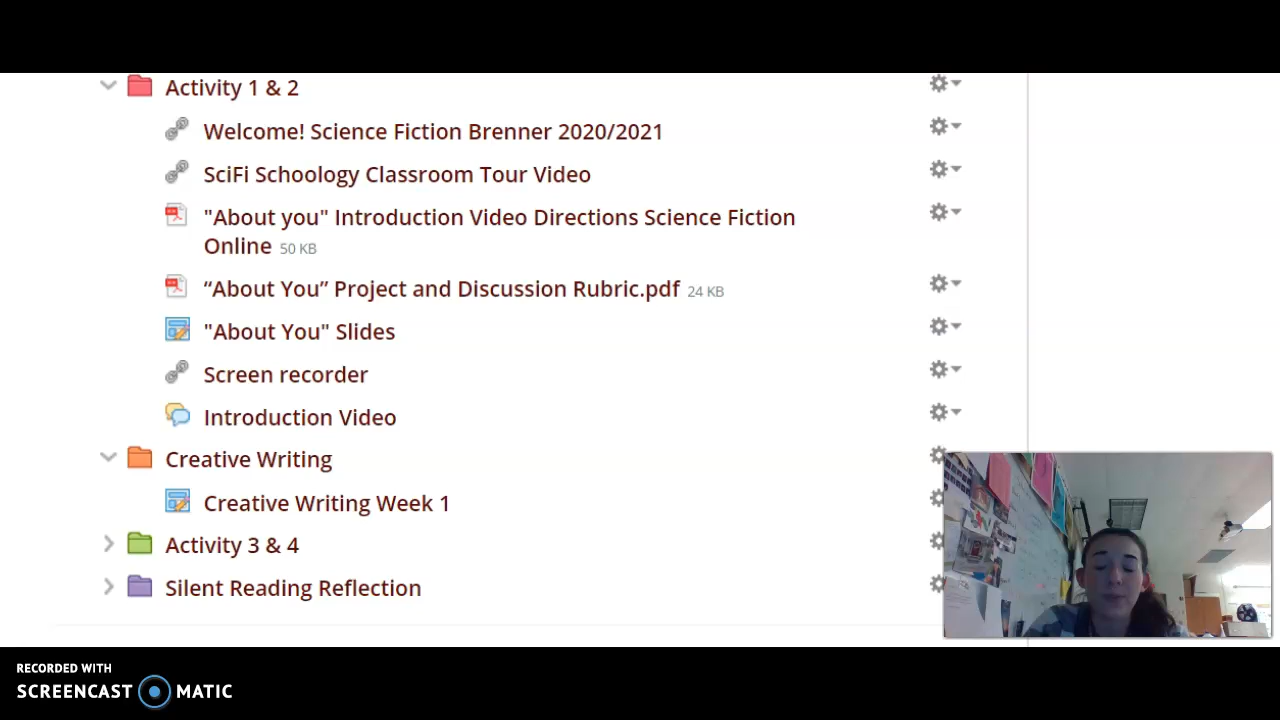 Activity 1 & 2
Welcome! Science Fiction Brenner 2020/2021
SciFi Schoology Classroom Tour Video
"About you" Introduction Video Directions Science Fiction
Online 50 KB
“About You” Project and Discussion Rubric.pdf 24 KB
"About You" Slides
Screen recorder
Introduction Video
Creative Writing
Creative Writing Week 1
Activity 3 & 4
Silent Reading Reflection
RECORDED WITH
SCREENCAST MATIC